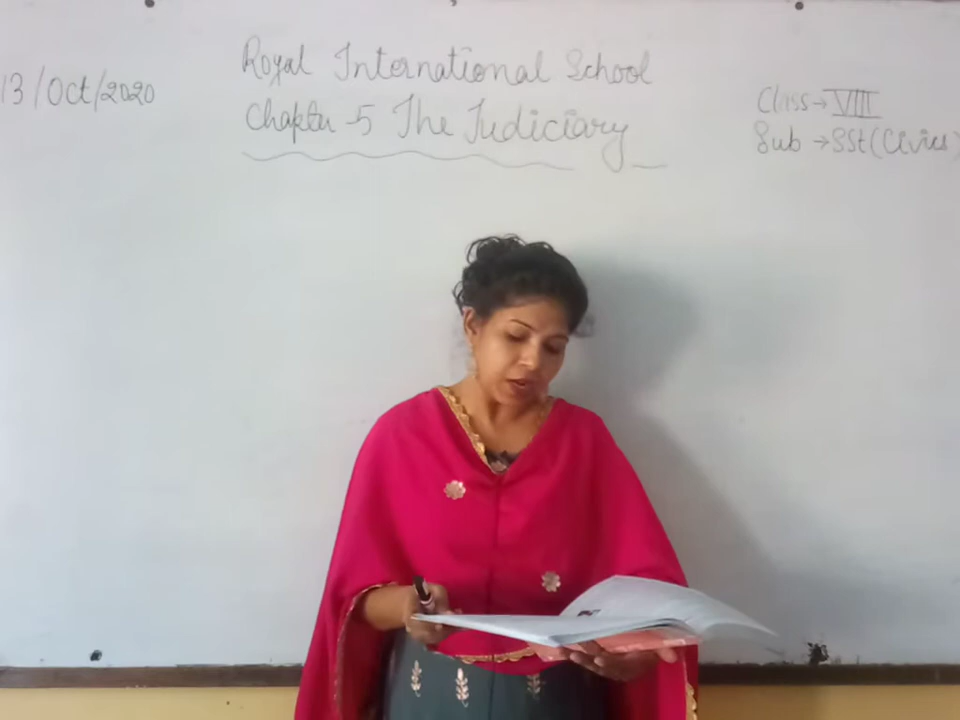 13/Oct/2020
Royal International School
Chapter-5 The Judiciary
Class→VIII
Sub →SSt(Civics)